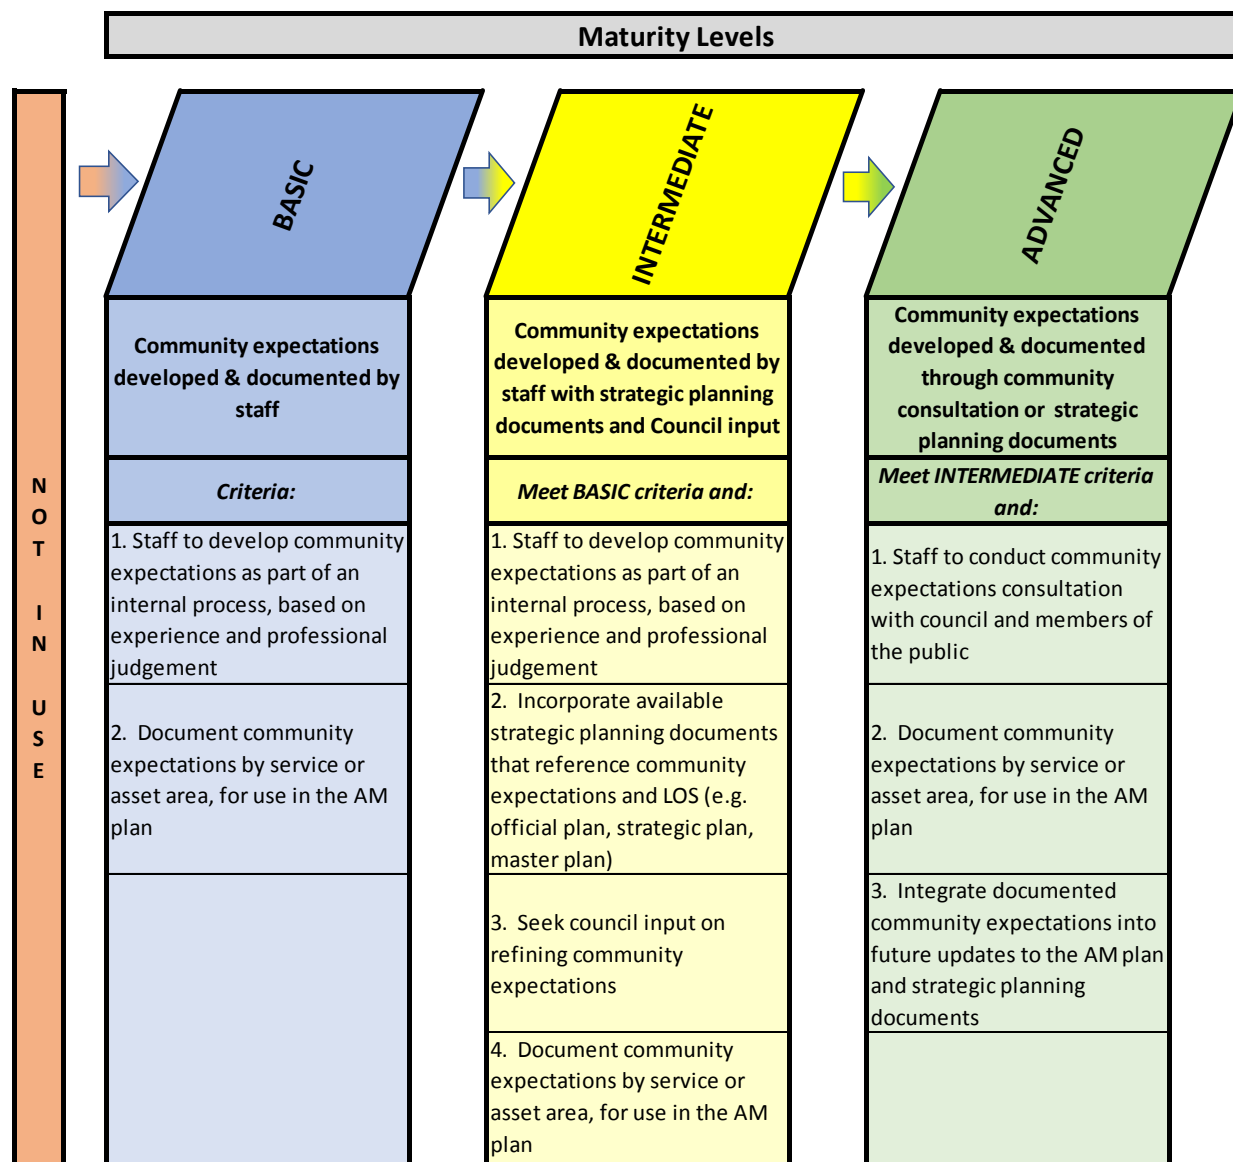 Maturity Levels
NOT IN USE
BASIC
Community expectations
developed & documented by
staff
Criteria:
1. Staff to develop community
expectations as part of an
internal process, based on
experience and professional
judgement
2. Document community
expectations by service or
asset area, for use in the AM
plan
INTERMEDIATE
Community expectations
developed & documented by
staff with strategic planning
documents and Council input
Meet BASIC criteria and:
1. Staff to develop community
expectations as part of an
internal process, based on
experience and professional
judgement
2. Incorporate available
strategic planning documents
that reference community
expectations and LOS (e.g.
official plan, strategic plan,
master plan)
3. Seek council input on
refining community
expectations
4. Document community
expectations by service or
asset area, for use in the AM
plan
ADVANCED
Community expectations
developed & documented
through community
consultation or strategic
planning documents
Meet INTERMEDIATE criteria
and:
1. Staff to conduct community
expectations consultation
with council and members of
the public
2. Document community
expectations by service or
asset area, for use in the AM
plan
3. Integrate documented
community expectations into
future updates to the AM plan
and strategic planning
documents